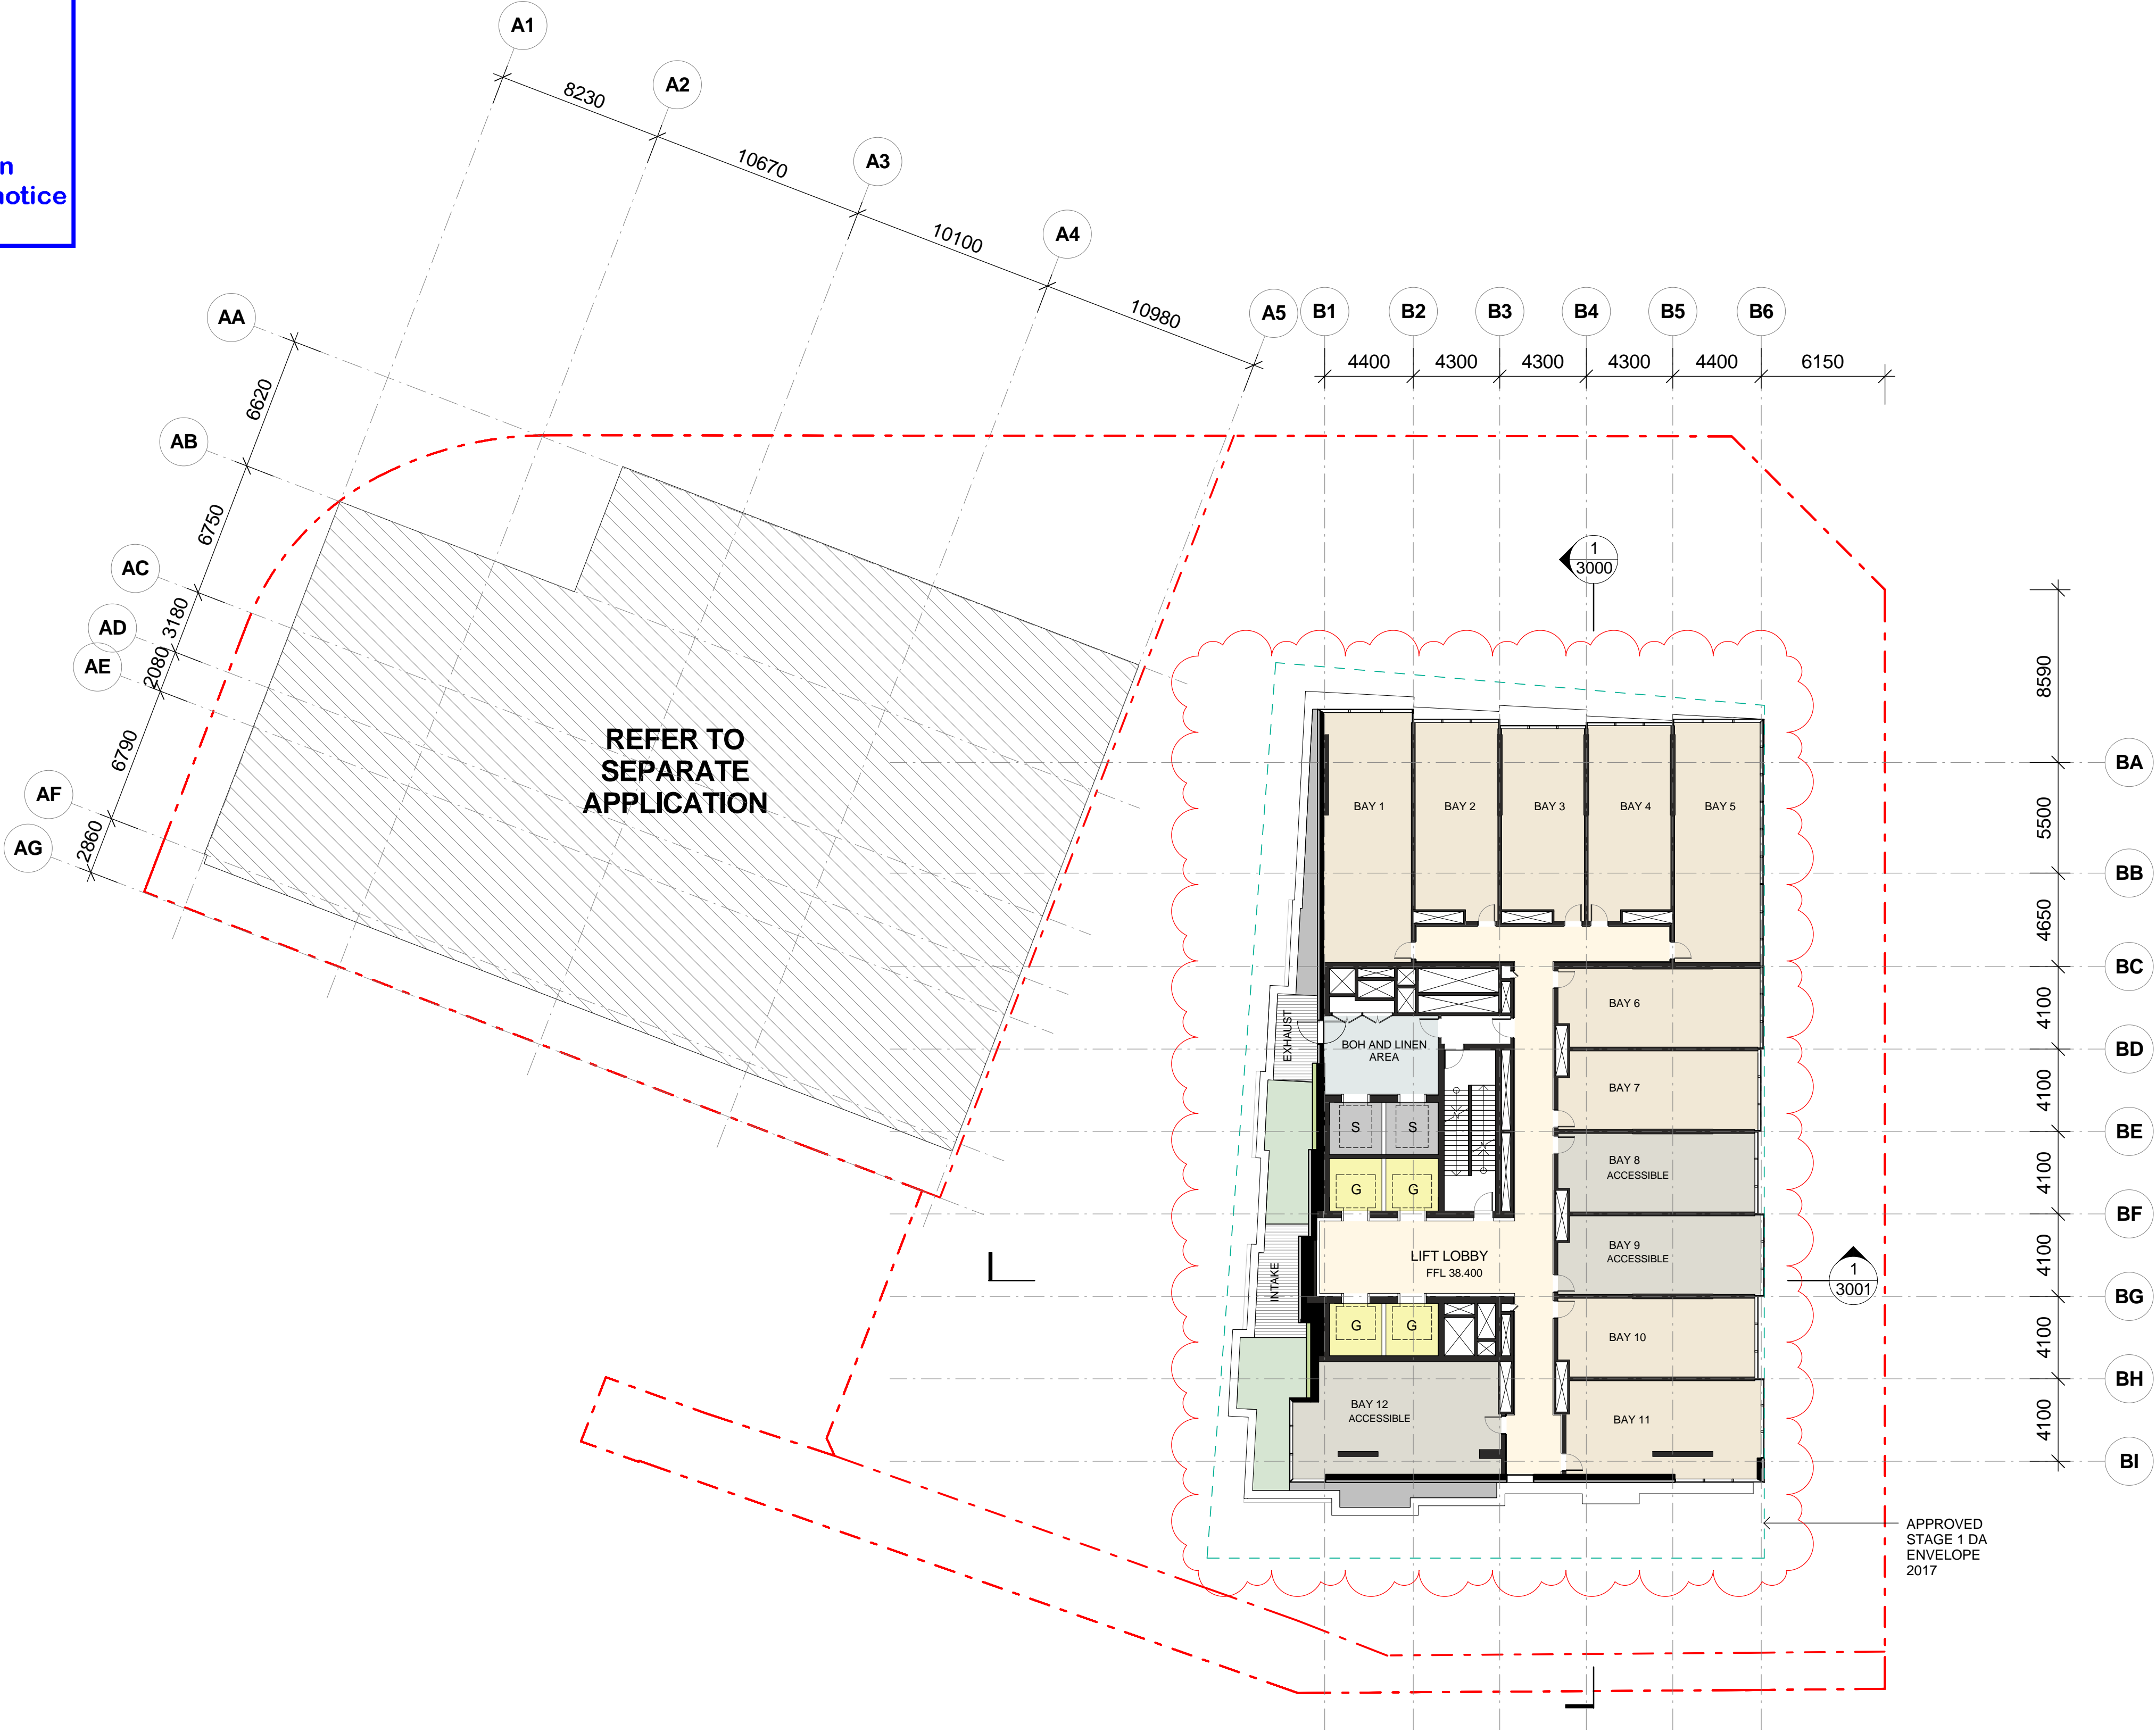 n
notice
A1
A2
A3
A4
A5
8230
10670
10100
10980
B1
B2
B3
B4
B5
B6
4400
4300
4300
4300
4400
6150
AA
AB
AC
AD
AE
AF
AG
6620
6750
3180
2080
6790
2860
REFER TO
SEPARATE
APPLICATION
1
3000
8590
5500
4650
4100
4100
4100
4100
4100
4100
BA
BB
BC
BD
BE
BF
BG
BH
BI
BAY 1
BAY 2
BAY 3
BAY 4
BAY 5
BAY 6
EXHAUST
BOH AND LINEN
AREA
BAY 7
S
S
BAY 8
ACCESSIBLE
G
G
BAY 9
ACCESSIBLE
LIFT LOBBY
FFL 38.400
INTAKE
1
3001
G
G
BAY 10
BAY 12
ACCESSIBLE
BAY 11
APPROVED
STAGE 1 DA
ENVELOPE
2017